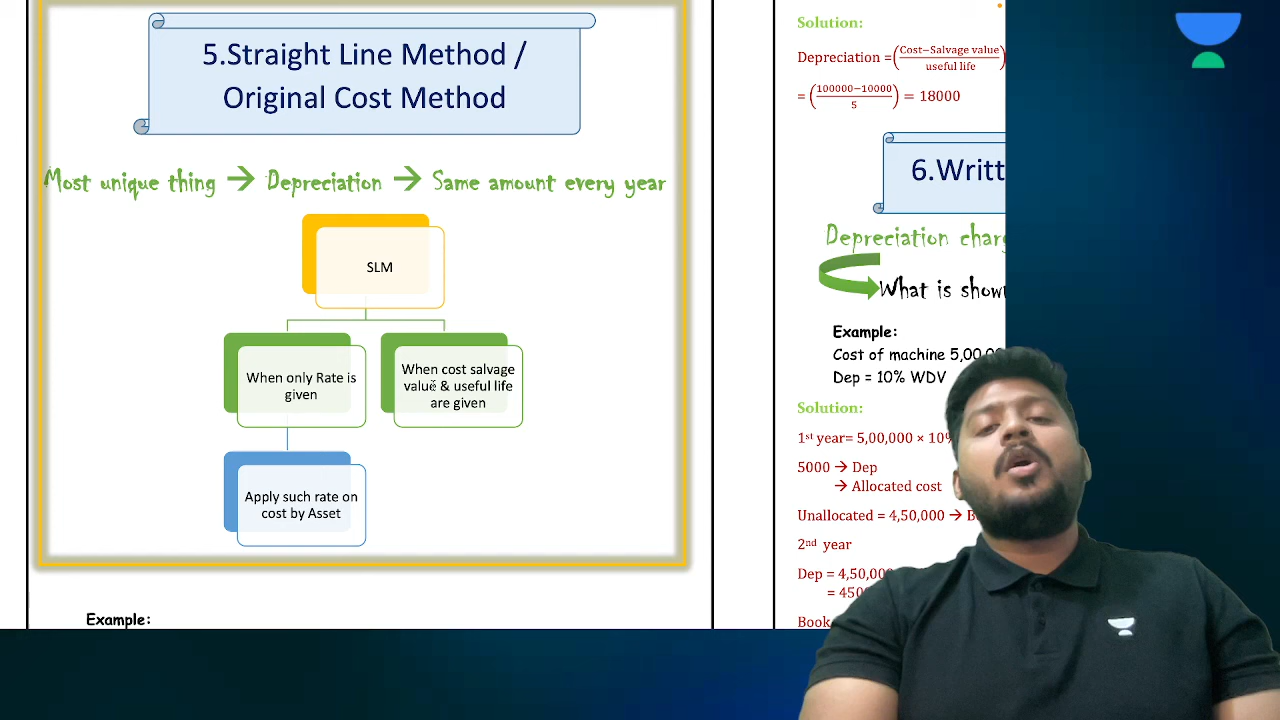 5.Straight Line Method /
Original Cost Method
Most unique thing → Depreciation → Same amount every year
SLM
When only Rate is
given
When cost salvage
value & useful life
are given
Apply such rate on
cost by Asset
Example:
Solution:
Depreciation =(Cost−Salvage value/useful life)
= (100000−10000/5) = 18000
6.Writt
Depreciation charg
What is shown
Example:
Cost of machine 5,00,00
Dep = 10% WDV
Solution:
1st year= 5,00,000 × 10%
5000 → Dep
→ Allocated cost
Unallocated = 4,50,000 → B
2nd year
Dep = 4,50,00
= 450
Book